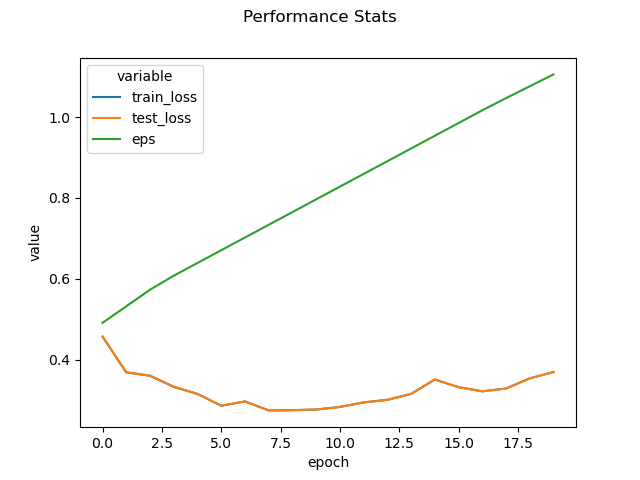 Performance Stats
variable
train_loss
test_loss
eps
value
1.0
0.8
0.6
0.4
0.0
2.5
5.0
7.5
10.0
12.5
15.0
17.5
epoch